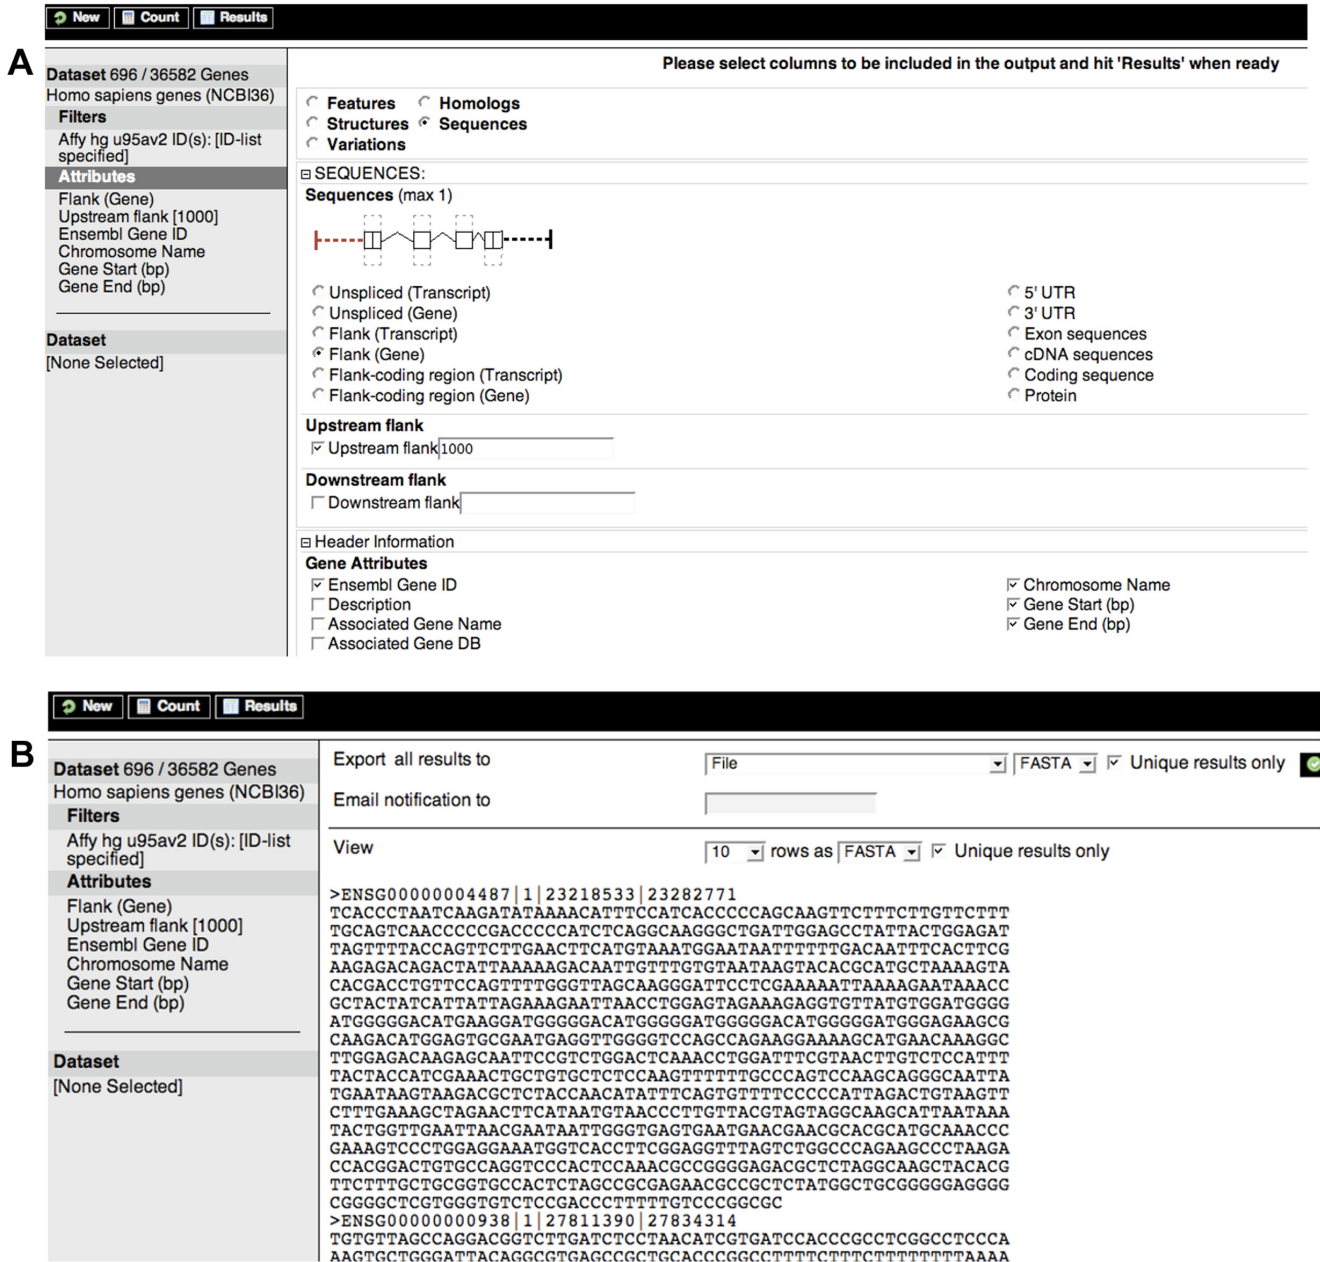 New Count Results
A
Please select columns to be included in the output and hit 'Results' when ready
Dataset 696 / 36582 Genes
Homo sapiens genes (NCBI36)
Filters
Affy hg u95av2 ID(s): [ID-list
specified]
Attributes
Flank (Gene)
Upstream flank [1000]
Ensembl Gene ID
Chromosome Name
Gene Start (bp)
Gene End (bp)
Dataset
[None Selected]
Features Homologs
Structures Sequences
Variations
SEQUENCES:
Sequences (max 1)
Unspliced (Transcript)
Unspliced (Gene)
Flank (Transcript)
Flank (Gene)
Flank-coding region (Transcript)
Flank-coding region (Gene)
5' UTR
3' UTR
Exon sequences
cDNA sequences
Coding sequence
Protein
Upstream flank
Upstream flank 1000
Downstream flank
Downstream flank
Header Information
Gene Attributes
Ensembl Gene ID
Description
Associated Gene Name
Associated Gene DB
Chromosome Name
Gene Start (bp)
Gene End (bp)
New Count Results
B
Dataset 696 / 36582 Genes
Homo sapiens genes (NCBI36)
Filters
Affy hg u95av2 ID(s): [ID-list
specified]
Attributes
Flank (Gene)
Upstream flank [1000]
Ensembl Gene ID
Chromosome Name
Gene Start (bp)
Gene End (bp)
Dataset
[None Selected]
Export all results to File FASTA Unique results only
Email notification to
View 10 rows as FASTA Unique results only
>ENSG00000004487|1|23218533|23282771
TCACCCTAATCAAGATATAAAACATTTCCATCACCCCCAGCAAGTTCTTTCTTGTTCTTT
TGCAGTCAACCCCCGACCCCCATCTCAGGCAAGGGCTGATTGGAGCCTATTACTGGAGAT
TAGTTTTACCAGTTCTTGAACTTCATGTAAATGGAATAATTTTTTGACAATTTCACTTCG
AAGAGACAGACTATTAAAAAGACAATTGTTTGTGTAATAAGTACACGCATGCTAAAAGTA
CACGACCTGTTCCAGTTTTGGGTTAGCAAGGGATTCCTCGAAAAATTAAAAGAATAAACC
GCTACTATCATTATTAGAAAGAATTAACCTGGAGTAGAAAGAGGTGTTATGTGGATGGGG
ATGGGGGACATGAAGGATGGGGGACATGGGGGATGGGGGACATGGGGGATGGGAGAAGCG
CAAGACATGGAGTGCGAATGAGGTTGGGGTCCAGCCAGAAGGAAAAGCATGAACAAAGGC
TTGGAGACAAGAGCAATTCCGTCTGGACTCAAACCTGGATTTCGTAACTTGTCTCCATTT
TACTACCATCGAAACTGCTGTGCTCTCCAAGTTTTTTGCCCAGTCCAAGCAGGGCAATTA
TGAATAAGTAAGACGCTCTACCAACATATTTCAGTGTTTTCCCCCATTAGACTGTAAGTT
CTTTGAAAGCTAGAACTTCATAATGTAACCCTTGTTACGTAGTAGGCAAGCATTAATAAA
TACTGGTTGAATTAACGAATAATTGGGTGAGTGAATGAACGAACGCACGCATGCAAACCC
GAAAGTCCCTGGAGGAAATGGTCACCTTCGGAGGTTTAGTCTGGCCCAGAAGCCCTAAGA
CCACGGACTGTGCCAGGTCCCACTCCAAACGCCGGGGAGACGCTCTAGGCAAGCTACACG
TTCTTTGCTGCGGTGCCACTCTAGCCGCGAGAACGCCGCTCTATGGCTGCGGGGGAGGGG
CGGGGCTCGTGGGTGTCTCCGACCCTTTTTGTCCCGGCGC
>ENSG00000000938|1|27811390|27834314
TGTGTTAGCCAGGACGGTCTTGATCTCCTAACATCGTGATCCACCCGCCTCGGCCTCCCA
AAGTGCTGGGATTACAGGCGTGAGCCGCTGCACCCGGCCTTTTCTTTCTTTTTTTTTAAAA